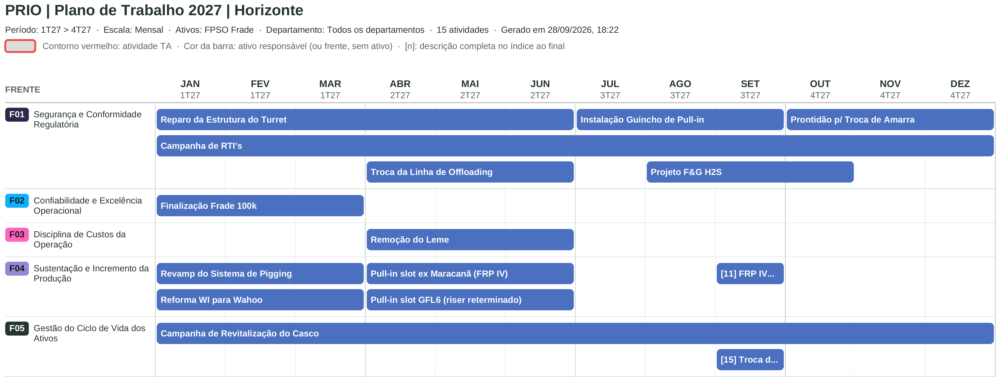 PRIO | Plano de Trabalho 2027 | Horizonte
Período: 1T27 > 4T27 · Escala: Mensal · Ativos: FPSO Frade · Departamento: Todos os departamentos · 15 atividades · Gerado em 28/09/2026, 18:22
Contorno vermelho: atividade TA · Cor da barra: ativo responsável (ou frente, sem ativo) · [n]: descrição completa no índice ao final
FRENTE
JAN FEV MAR ABR MAI JUN JUL AGO SET OUT NOV DEZ
1T27 1T27 1T27 2T27 2T27 2T27 3T27 3T27 3T27 4T27 4T27 4T27
F01 Segurança e Conformidade
Regulatória
Reparo da Estrutura do Turret
Instalação Guincho de Pull-in
Prontidão p/ Troca de Amarra
Campanha de RTI's
Troca da Linha de Offloading
Projeto F&G H2S
F02 Confiabilidade e Excelência
Operacional
Finalização Frade 100k
F03 Disciplina de Custos da
Operação
Remoção do Leme
F04 Sustentação e Incremento da
Produção
Revamp do Sistema de Pigging
Pull-in slot ex Maracanã (FRP IV)
[11] FRP IV...
Reforma WI para Wahoo
Pull-in slot GFL6 (riser reterminado)
F05 Gestão do Ciclo de Vida dos
Ativos
Campanha de Revitalização do Casco
[15] Troca d...